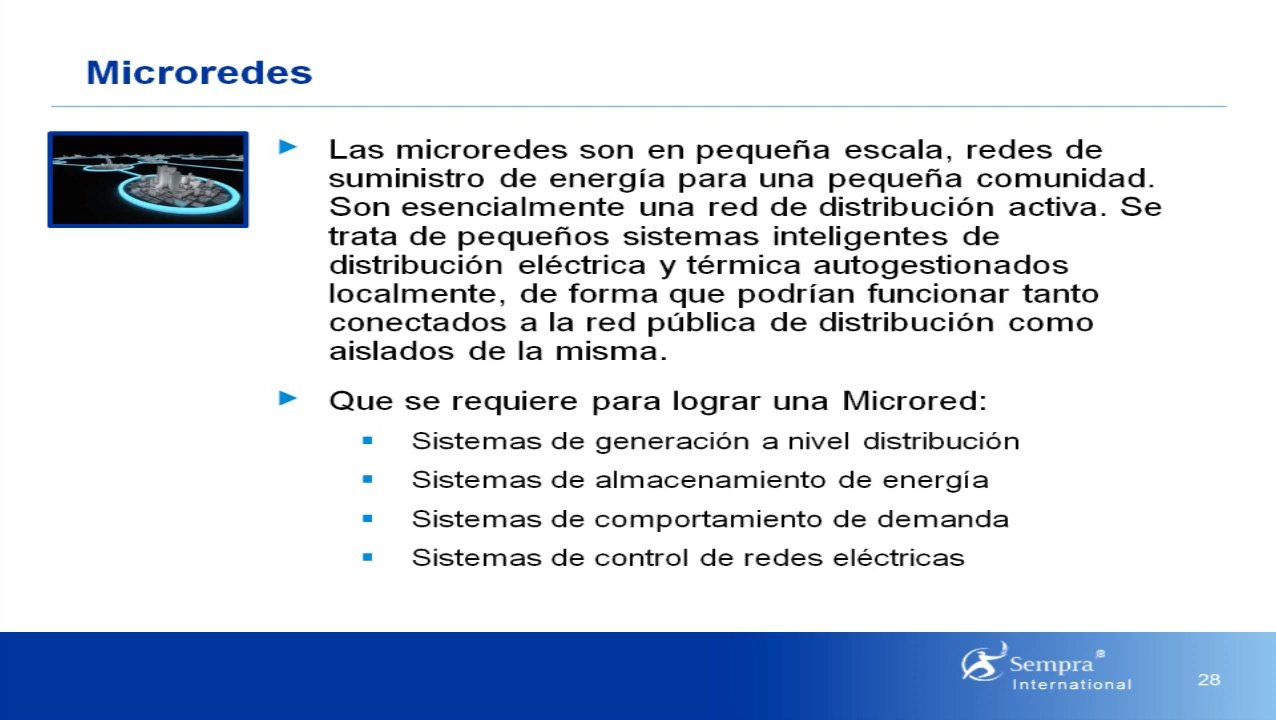 Microredes
Las microredes son en pequeña escala, redes de
suministro de energía para una pequeña comunidad.
Son esencialmente una red de distribución activa. Se
trata de pequeños sistemas inteligentes de
distribución eléctrica y térmica autogestionados
localmente, de forma que podrían funcionar tanto
conectados a la red pública de distribución como
aislados de la misma.
Que se requiere para lograr una Microred:
Sistemas de generación a nivel distribución
Sistemas de almacenamiento de energía
Sistemas de comportamiento de demanda
Sistemas de control de redes eléctricas
Sempra®
International
28